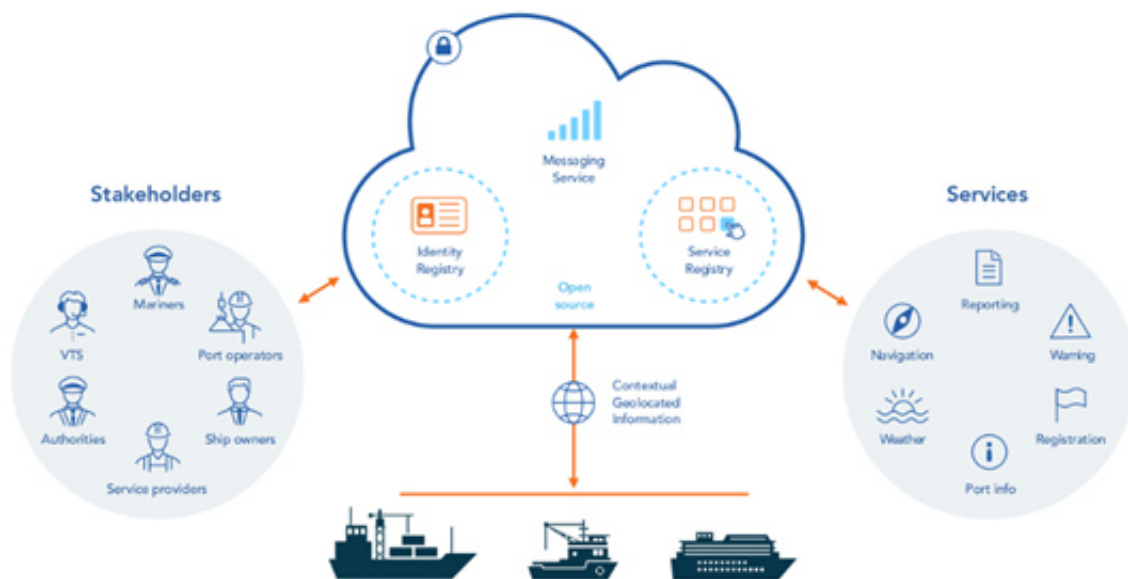 Messaging
Service
Identity
Registry
Service
Registry
Open
source
Stakeholders
Mariners
VTS
Port operators
Authorities
Ship owners
Service providers
Contextual
Geolocated
Information
Services
Reporting
Navigation
Warning
Weather
Registration
Port info